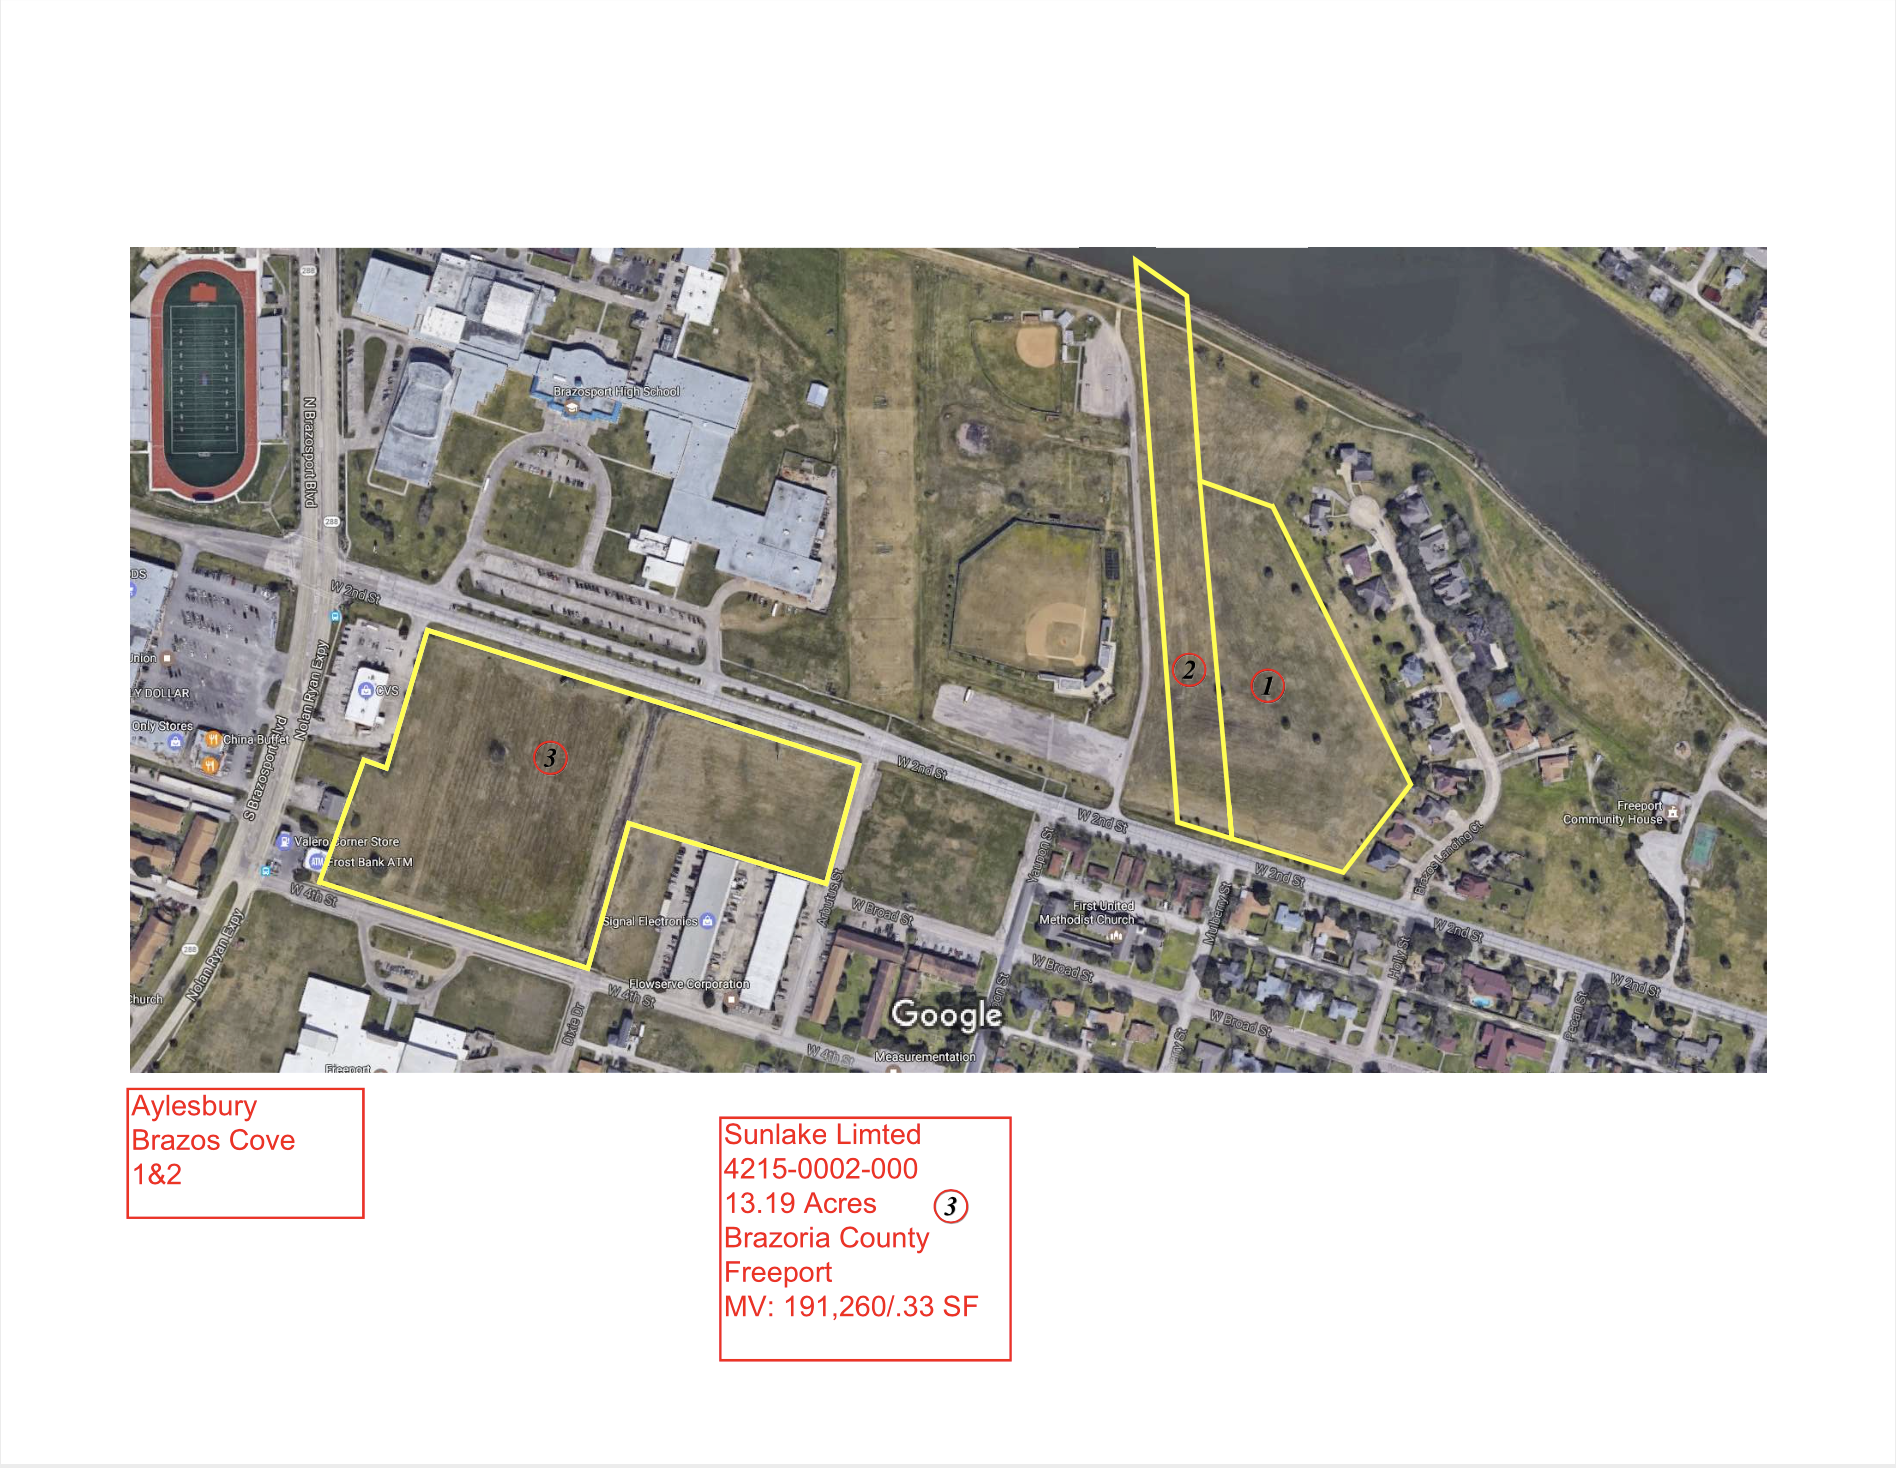 288
Brazosport High School
N Brazosport Blvd
288
W 2nd St
DS
Union
LY DOLLAR
Only Stores
China Buffet
CVS
Nolan Ryan Expy
S Brazosport Blvd
Valero Corner Store
ATM
Frost Bank ATM
W 4th St
3
2
1
W 2nd St
W 2nd St
W 2nd St
W 2nd St
W 2nd St
Freeport
Community House
Brazos Landing Ct
Yaupon St
Arbutus St
W Broad St
First United
Methodist Church
Mulberry St
Holly St
Signal Electronics
Flowserve Corporation
W Broad St
288
Nolan Ryan Expy
Church
Dixie Dr
W 4th St
Google
W Broad St
Pecan St
W 4th St
Measurementation
Freeport
Aylesbury
Brazos Cove
1&2
Sunlake Limted
4215-0002-000
13.19 Acres
3
Brazoria County
Freeport
MV: 191,260/.33 SF